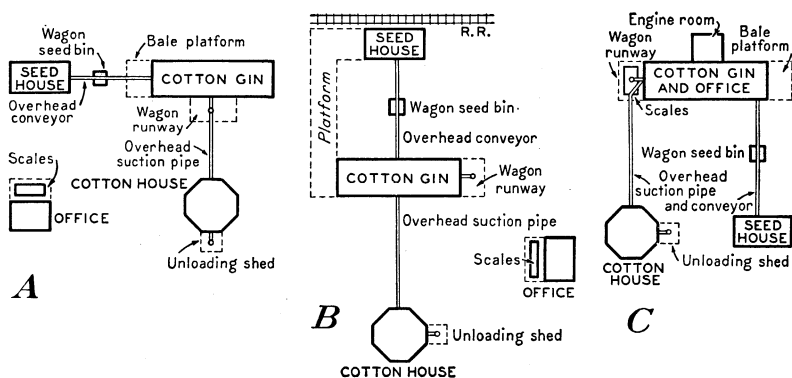 Wagon
seed bin
Bale platform
SEED
HOUSE
COTTON GIN
Overhead
conveyor
Wagon
runway
Overhead
suction pipe
Scales
COTTON HOUSE
OFFICE
Unloading shed
A
R.R.
SEED
HOUSE
Platform
Wagon seed bin
Overhead conveyor
COTTON GIN
Wagon
runway
Overhead suction pipe
Scales
OFFICE
B
Unloading shed
COTTON HOUSE
Engine room
Wagon
runway
Bale
platform
COTTON GIN
AND OFFICE
Scales
Wagon seed bin
Overhead
suction pipe
and conveyor
SEED
HOUSE
Unloading shed
COTTON
HOUSE
C